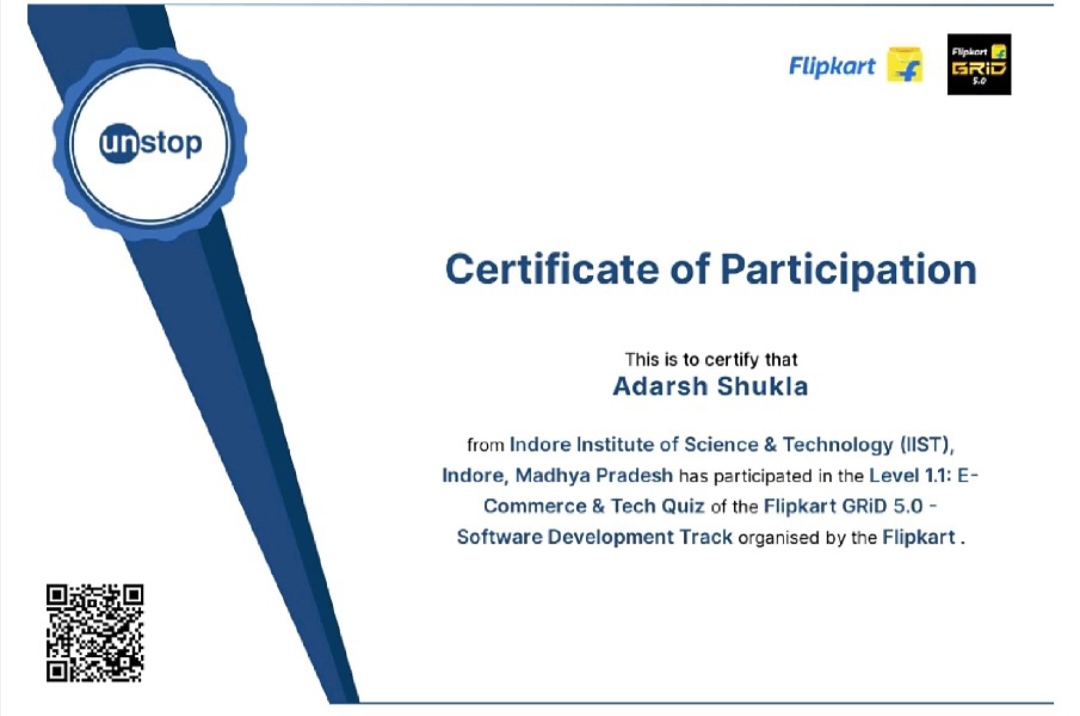 unstop
Flipkart
Flipkart
GRiD
5.0
Certificate of Participation
This is to certify that
Adarsh Shukla
from Indore Institute of Science & Technology (IIST),
Indore, Madhya Pradesh has participated in the Level 1.1: E-
Commerce & Tech Quiz of the Flipkart GRiD 5.0 -
Software Development Track organised by the Flipkart .